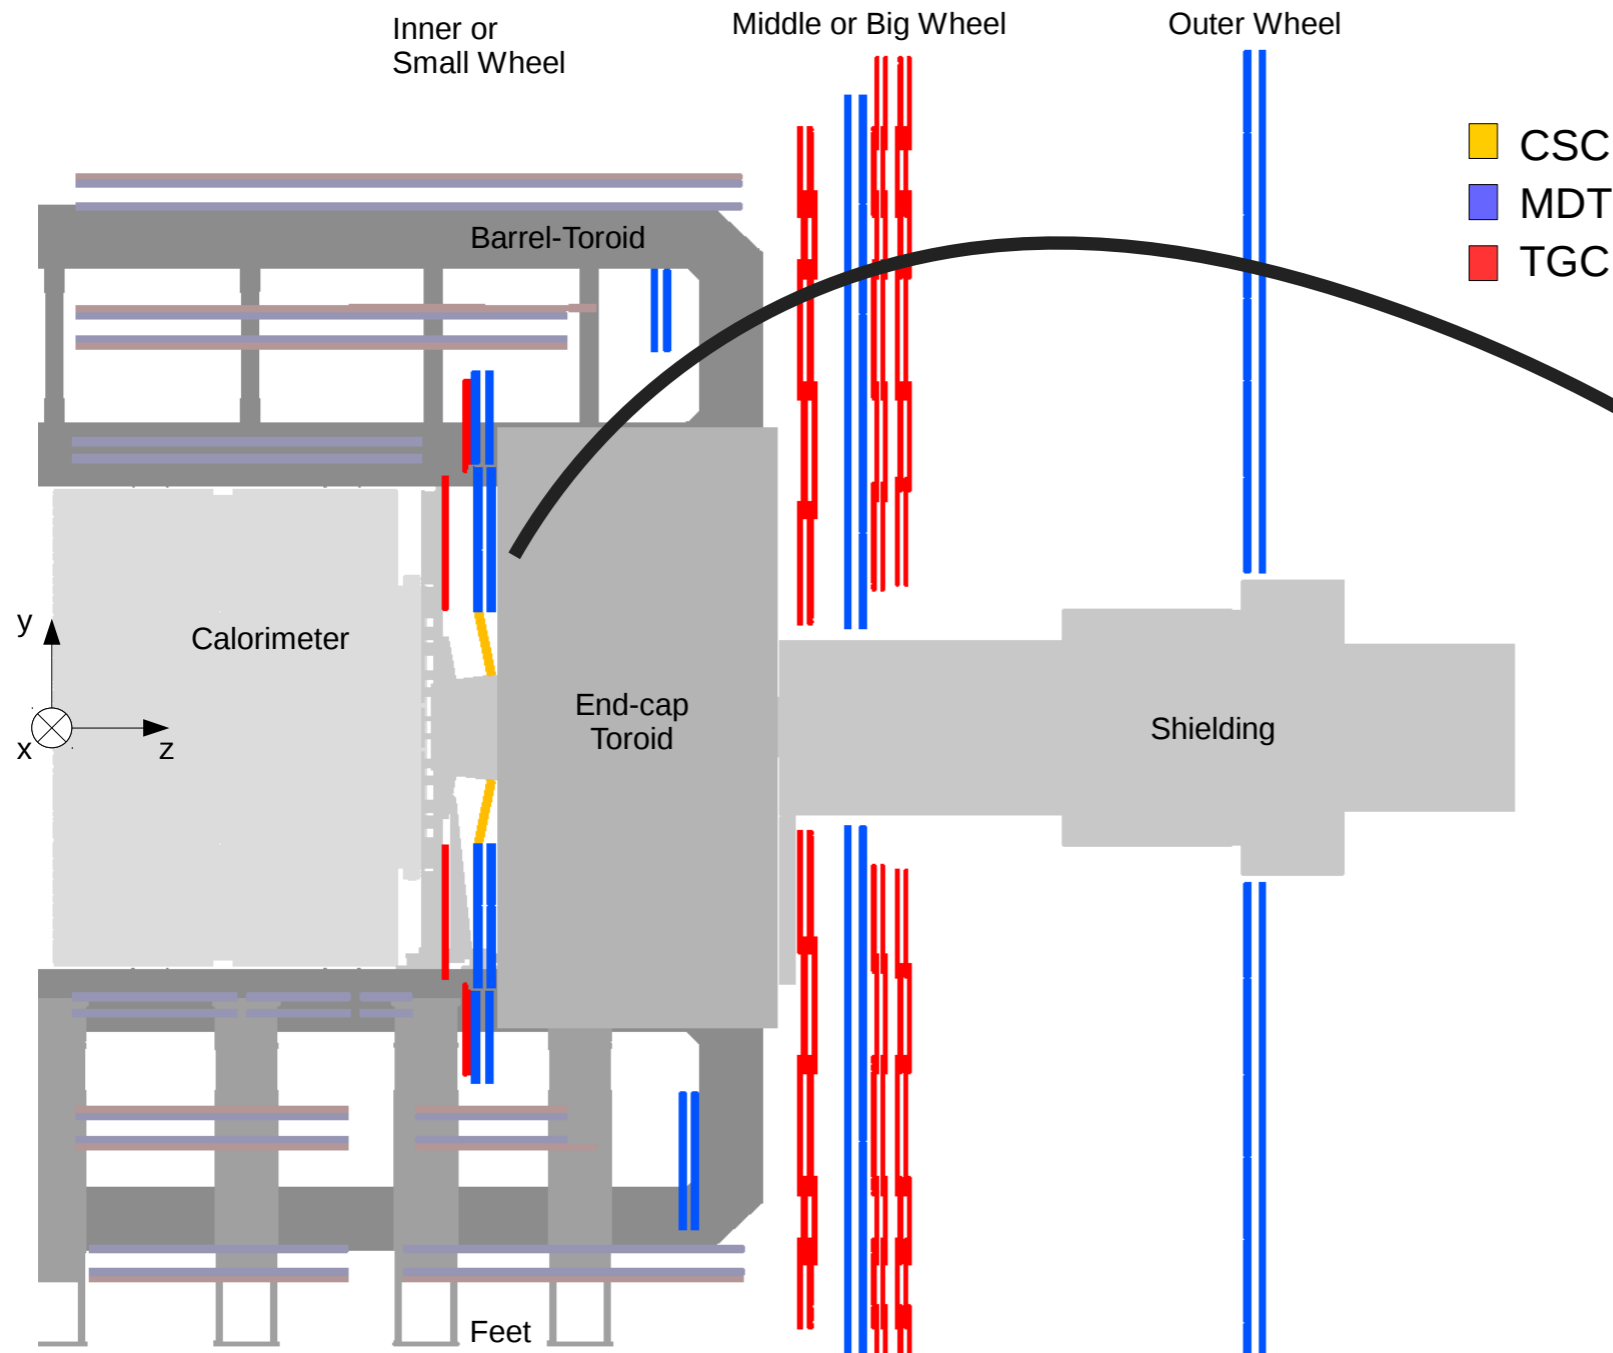 Inner or
Small Wheel
Middle or Big Wheel
Outer Wheel
CSC
MDT
TGC
Barrel-Toroid
Calorimeter
End-cap
Toroid
Shielding
y
x
z
Feet